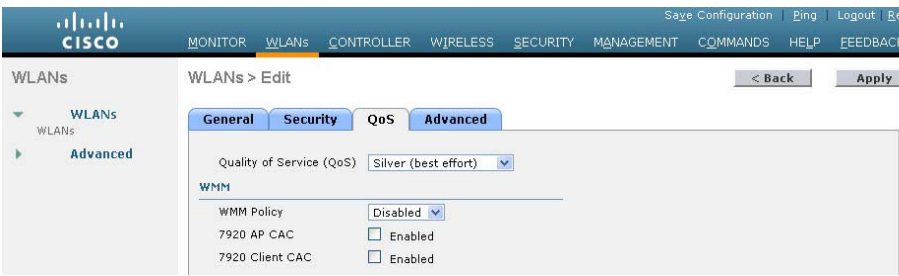 Save Configuration | Ping | Logout | Re
CISCO MONITOR WLANs CONTROLLER WIRELESS SECURITY MANAGEMENT COMMANDS HELP FEEDBACK
WLANs WLANs > Edit < Back Apply
WLANs
WLANs
Advanced
General Security QoS Advanced
Quality of Service (QoS) Silver (best effort)
WMM
WMM Policy Disabled
7920 AP CAC Enabled
7920 Client CAC Enabled